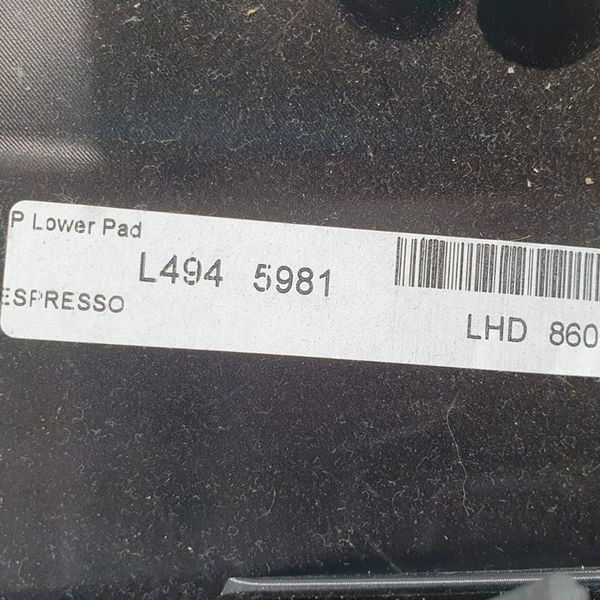 P Lower Pad
L494 5981
ESPRESSO
LHD 860